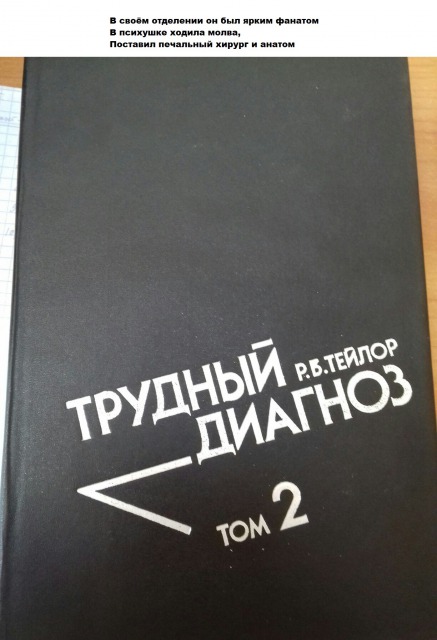 В своём отделении он был ярким фанатом
В психушке ходила молва,
Поставил печальный хирург и анатом
ТРУДНЫЙ Р.Б.ТЕЙЛОР
ДИАГНОЗ
ТОМ 2